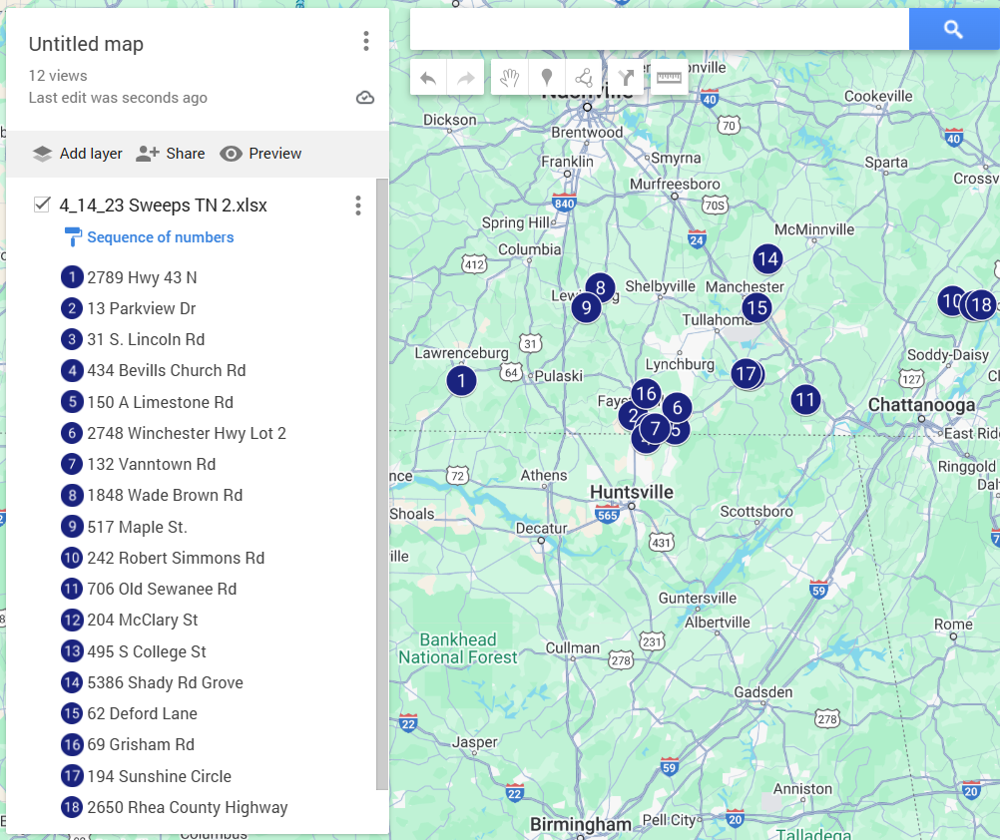 Untitled map
12 views
Last edit was seconds ago
Add layer
Share
Preview
4_14_23 Sweeps TN 2.xlsx
Sequence of numbers
1 2789 Hwy 43 N
2 13 Parkview Dr
3 31 S. Lincoln Rd
4 434 Bevills Church Rd
5 150 A Limestone Rd
6 2748 Winchester Hwy Lot 2
7 132 Vanntown Rd
8 1848 Wade Brown Rd
9 517 Maple St.
10 242 Robert Simmons Rd
11 706 Old Sewanee Rd
12 204 McClary St
13 495 S College St
14 5386 Shady Rd Grove
15 62 Deford Lane
16 69 Grisham Rd
17 194 Sunshine Circle
18 2650 Rhea County Highway
Nashville
40
Cookeville
Dickson
70
Brentwood
40
Franklin
Smyrna
Sparta
Crossv
Murfreesboro
840
70S
Spring Hill
McMinnville
24
Columbia
412
14
8
Shelbyville
Manchester
9
15
10
18
Tullahoma
31
Lawrenceburg
Soddy-Daisy
64
Pulaski
Lynchburg
1
17
127
16
11
Faye
2
6
Chattanooga
7
5
East Rid
Athens
72
nce
Ringgold
Da
Huntsville
Shoals
565
Scottsboro
Decatur
431
ille
59
Guntersville
Albertville
Rome
Bankhead
National Forest
231
Cullman
278
Gadsden
22
278
Jasper
59
22
Anniston
20
20
Birmingham
Pell City
Talladega
Columbus